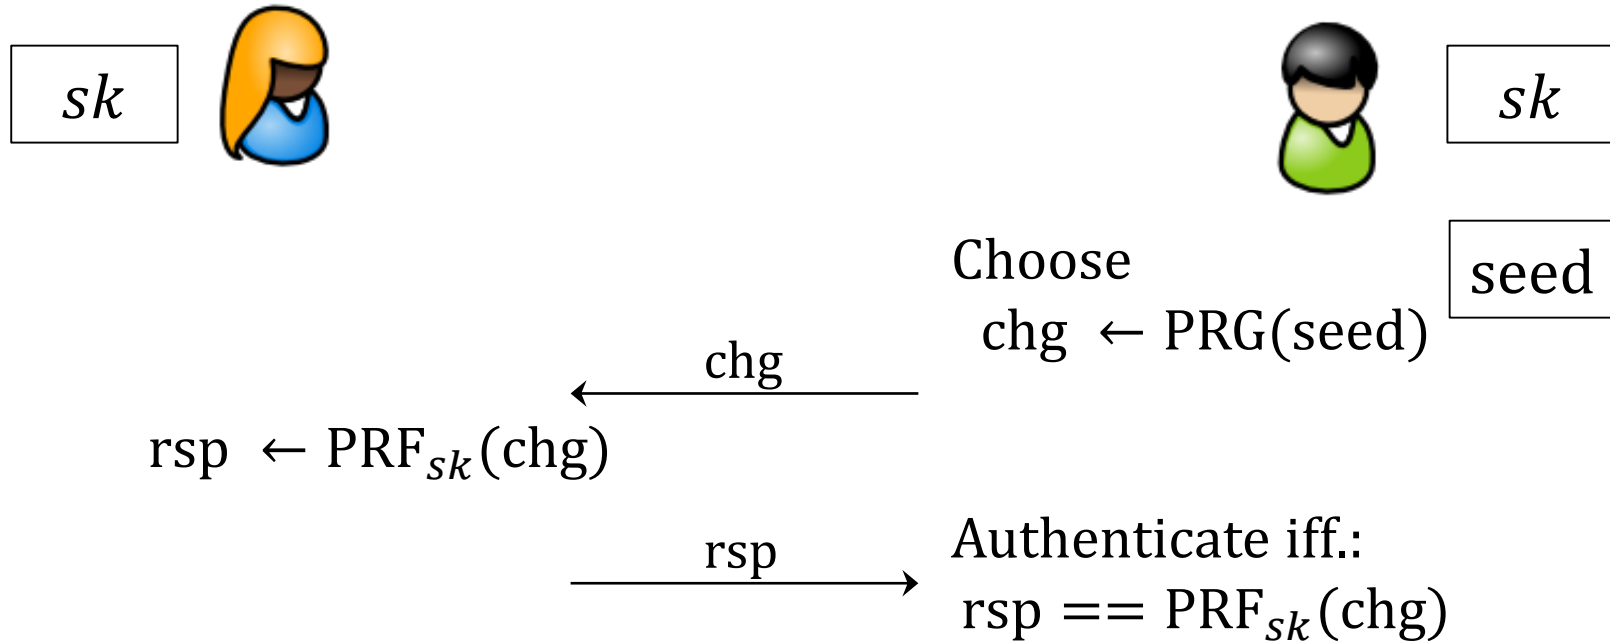 sk
sk
seed
Choose
chg ← PRG(seed)
chg
rsp ← PRF_sk(chg)
rsp
Authenticate iff.:
rsp == PRF_sk(chg)